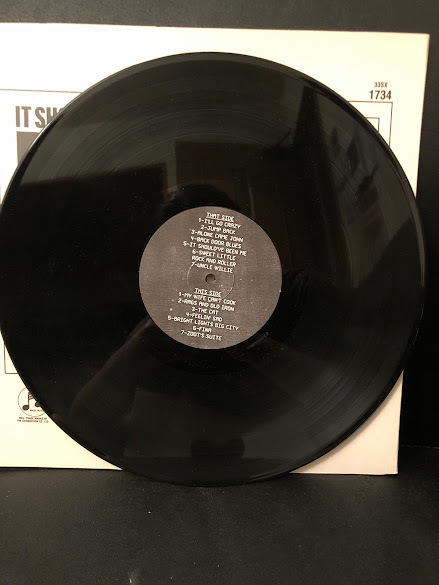 33SX
1734
IT SHO
THAT SIDE
1-I'LL GO CRAZY
2-JUMP BACK
3-ALONG CAME JOHN
4-BACK DOOR BLUES
5-IT SHOULD'VE BEEN ME
6-SWEET LITTLE
ROCK AND ROLLER
7-UNCLE WILLIE
THIS SIDE
1-MY WIFE CAN'T COOK
2-RAGS AND OLD IRON
3-THE CAT
4-FEELIN' SAD
5-BRIGHT LIGHTS BIG CITY
6-FINA
7-ZOOT'S SUITE